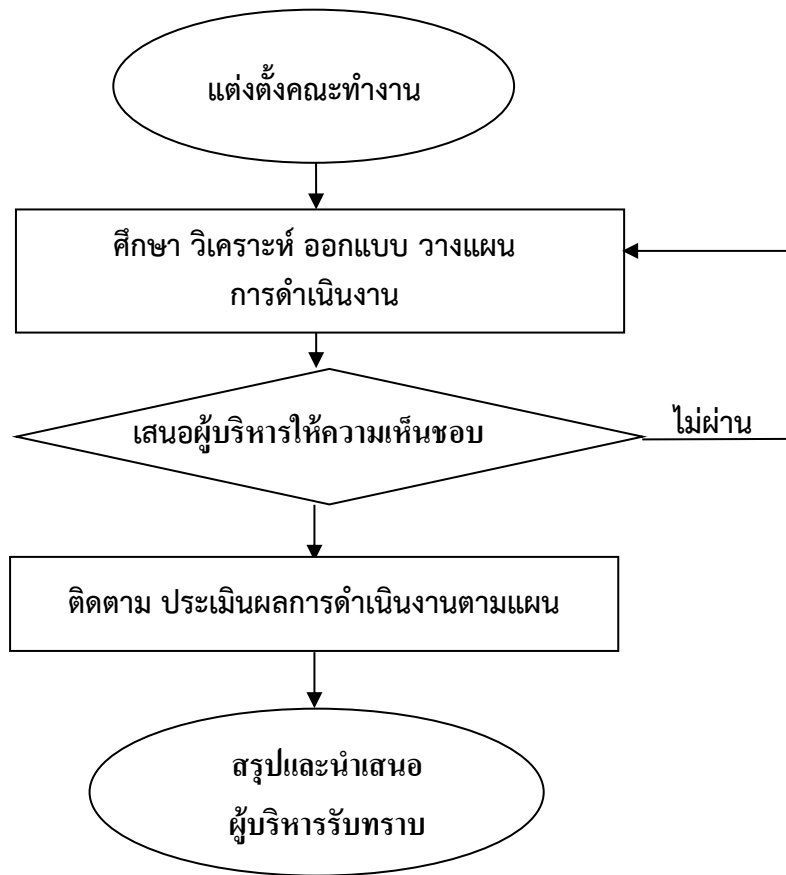 แต่งตั้งคณะทำงาน
ศึกษา วิเคราะห์ ออกแบบ วางแผน
การดำเนินงาน
เสนอผู้บริหารให้ความเห็นชอบ
ไม่ผ่าน
ติดตาม ประเมินผลการดำเนินงานตามแผน
สรุปและนำเสนอ
ผู้บริหารรับทราบ